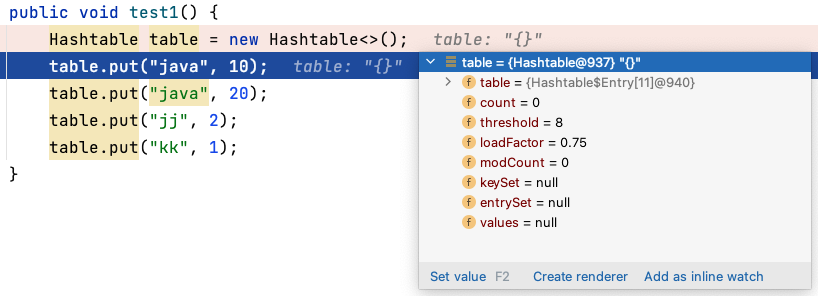 public void test1() {
Hashtable table = new Hashtable<>(); table: "{}"
table.put("java", 10); table: "{}"
table.put("java", 20);
table.put("jj", 2);
table.put("kk", 1);
}
table = {Hashtable@937} "{}"
table = {Hashtable$Entry[11]@940}
count = 0
threshold = 8
loadFactor = 0.75
modCount = 0
keySet = null
entrySet = null
values = null
Set value F2 Create renderer Add as inline watch